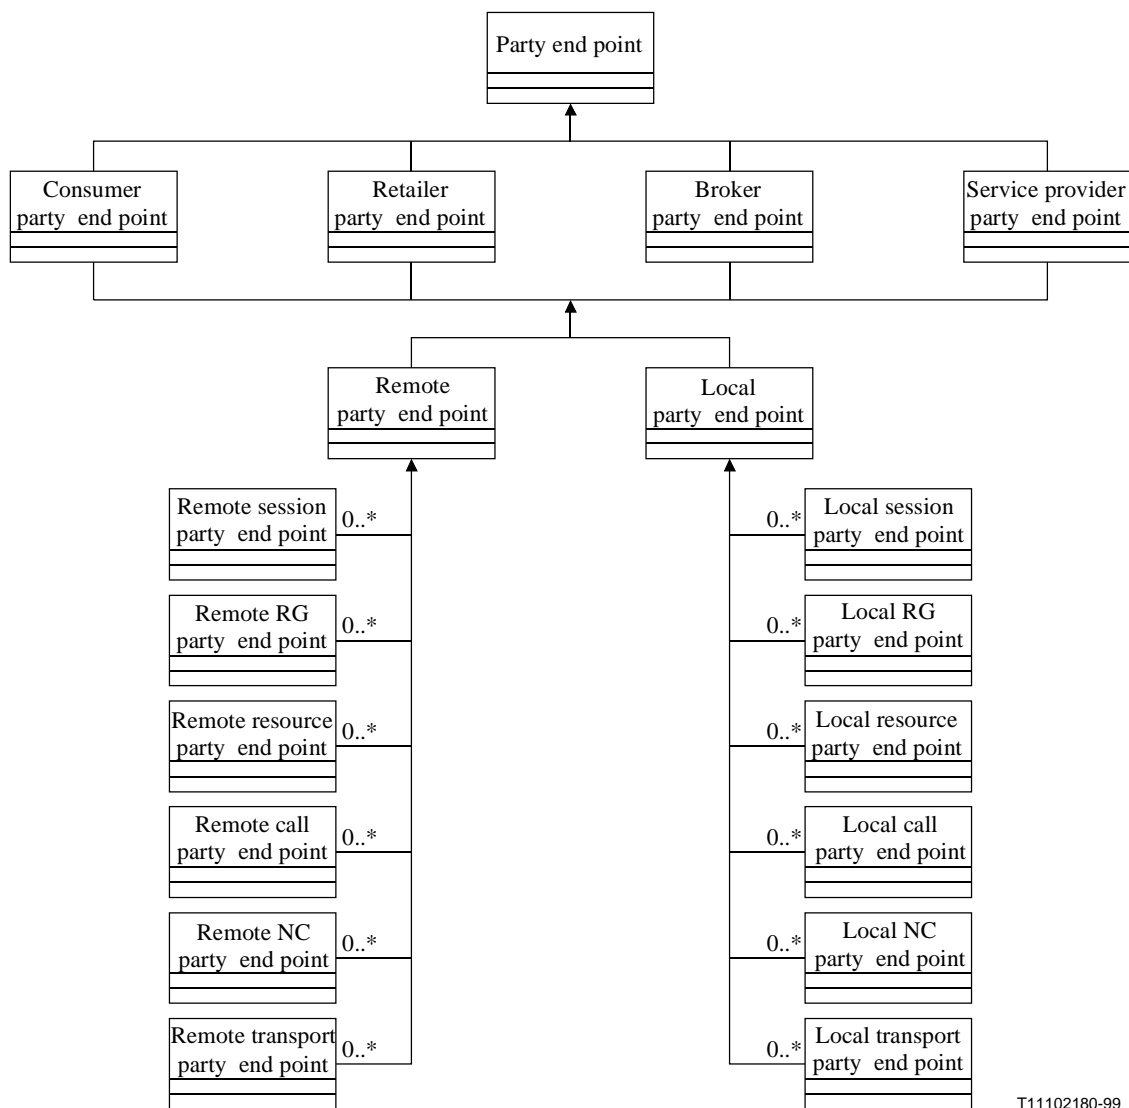 Party end point
Consumer
party end point
Retailer
party end point
Broker
party end point
Service provider
party end point
Remote
party end point
Local
party end point
Remote session
party end point
0..*
0..*
Local session
party end point
Remote RG
party end point
0..*
0..*
Local RG
party end point
Remote resource
party end point
0..*
0..*
Local resource
party end point
Remote call
party end point
0..*
0..*
Local call
party end point
Remote NC
party end point
0..*
0..*
Local NC
party end point
Remote transport
party end point
0..*
0..*
Local transport
party end point
T11102180-99